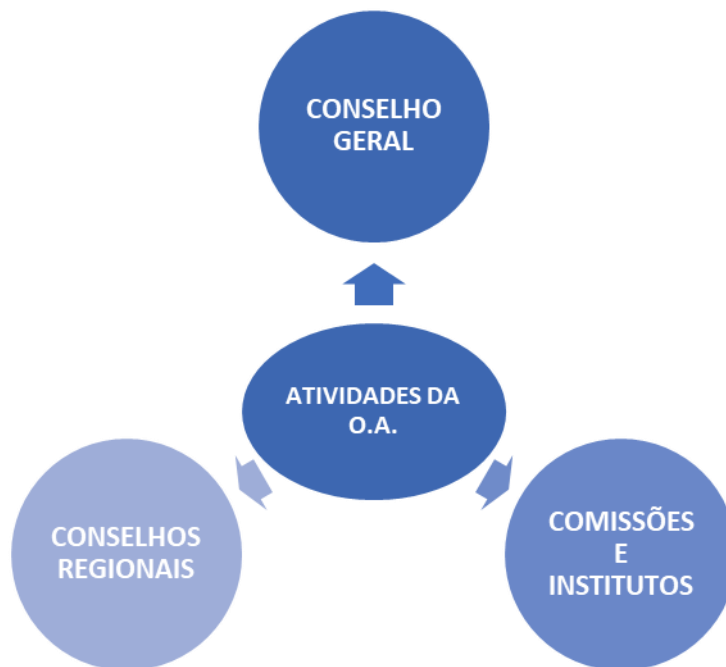 CONSELHO
GERAL
ATIVIDADES DA
O.A.
CONSELHOS
REGIONAIS
COMISSÕES
E
INSTITUTOS